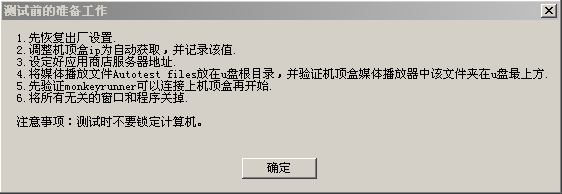 测试前的准备工作
1.先恢复出厂设置.
2.调整机顶盒ip为自动获取，并记录该值.
3.设定好应用商店服务器地址.
4.将媒体播放文件Autotest files放在u盘根目录，并验证机顶盒媒体播放器中该文件夹在u盘最上方.
5.先验证monkeyrunner可以连接上机顶盒再开始.
6.将所有无关的窗口和程序关掉.
注意事项：测试时不要锁定计算机。
确定